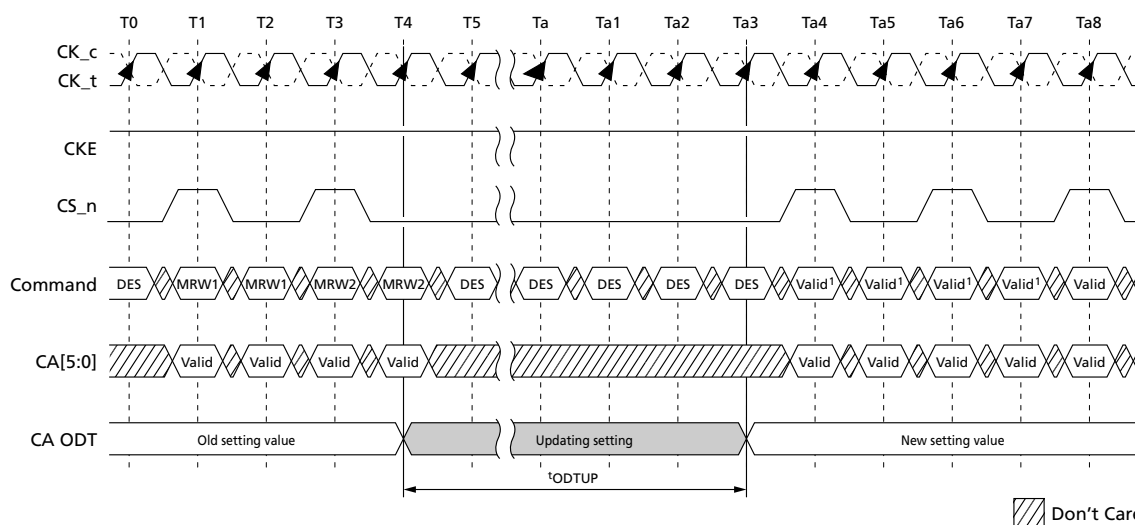 T0 T1 T2 T3 T4 T5 Ta Ta1 Ta2 Ta3 Ta4 Ta5 Ta6 Ta7 Ta8
CK_c
CK_t
CKE
CS_n
Command DES MRW1 MRW1 MRW2 MRW2 DES DES DES DES DES Valid¹ Valid¹ Valid¹ Valid¹ Valid
CA[5:0] Valid Valid Valid Valid Valid Valid Valid Valid Valid
CA ODT Old setting value Updating setting New setting value
tODTUP
Don't Care